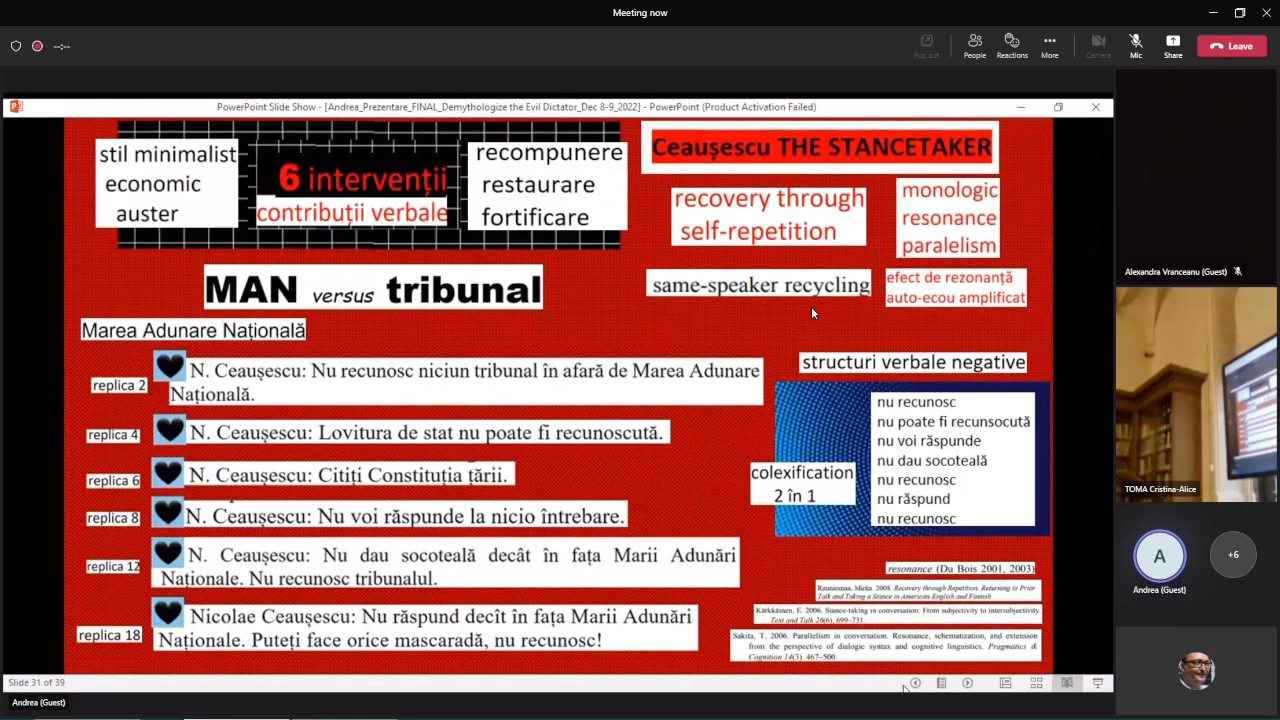 Meeting now
--:--
Pop out
People
Reactions
More
Camera
Mic
Share
Leave
PowerPoint Slide Show - [Andrea_Prezentare_FINAL_Demythologize the Evil Dictator_Dec 8-9_2022] - PowerPoint (Product Activation Failed)
stil minimalist
economic
auster
6 intervenții
contribuții verbale
recompunere
restaurare
fortificare
Ceaușescu THE STANCETAKER
recovery through
self-repetition
monologic
resonance
paralelism
MAN versus tribunal
same-speaker recycling
efect de rezonanță
auto-ecou amplificat
Marea Adunare Națională
replica 2
N. Ceaușescu: Nu recunosc niciun tribunal în afară de Marea Adunare
Națională.
replica 4
N. Ceaușescu: Lovitura de stat nu poate fi recunoscută.
replica 6
N. Ceaușescu: Citiți Constituția țării.
replica 8
N. Ceaușescu: Nu voi răspunde la nicio întrebare.
replica 12
N. Ceaușescu: Nu dau socoteală decât în fața Marii Adunări
Naționale. Nu recunosc tribunalul.
replica 18
Nicolae Ceaușescu: Nu răspund decît în fața Marii Adunări
Naționale. Puteți face orice mascaradă, nu recunosc!
structuri verbale negative
nu recunosc
nu poate fi recunsocută
nu voi răspunde
nu dau socoteală
nu recunosc
nu răspund
nu recunosc
colexification
2 în 1
resonance (Du Bois 2001, 2003)
Rauniomaa, Mirka. 2008. Recovery through Repetition. Returning to Prior
Talk and Taking a Stance in American-English and Finnish
Kärkkäinen, E. 2006. Stance-taking in conversation: From subjectivity to intersubjectivity.
Text and Talk 26(6), 699–731.
Sakita, T. 2006. Parallelism in conversation. Resonance, schematization, and extension
from the perspective of dialogic syntax and cognitive linguistics. Pragmatics &
Cognition 14(3). 467–500.
Slide 31 of 39
Andrea (Guest)
Alexandra Vranceanu (Guest)
TOMA Cristina-Alice
A
+6
Andrea (Guest)